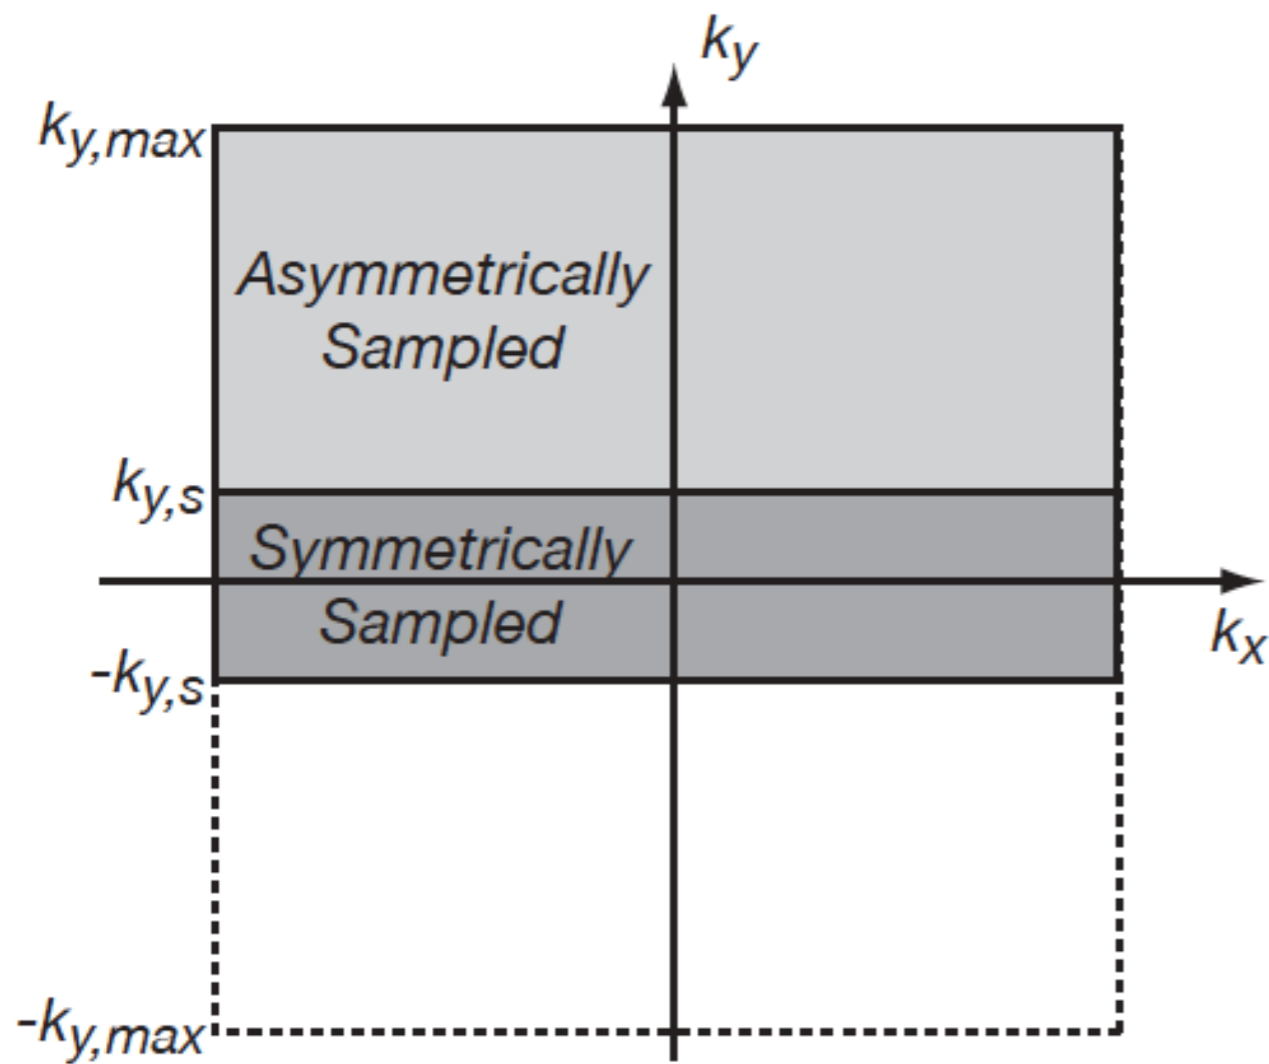 k_y
k_y,max
Asymmetrically
Sampled
k_y,s
Symmetrically
Sampled
k_x
-k_y,s
-k_y,max